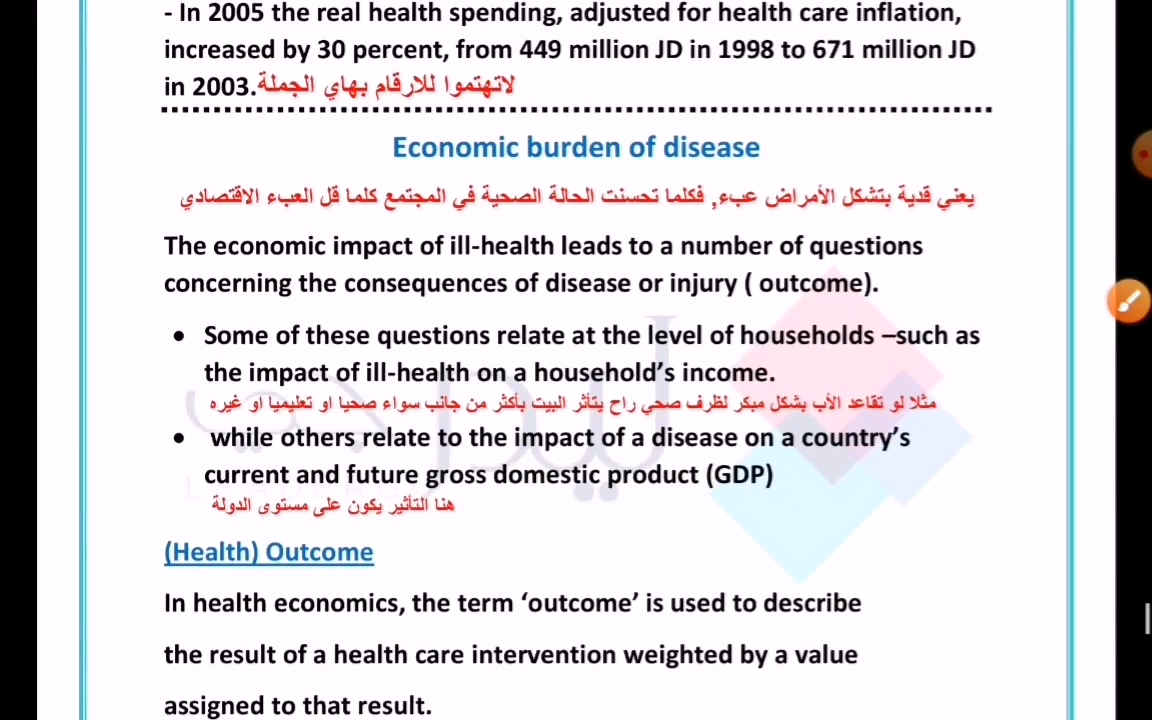 - In 2005 the real health spending, adjusted for health care inflation,
increased by 30 percent, from 449 million JD in 1998 to 671 million JD
in 2003.لاتهتموا للارقام بهاي الجملة
Economic burden of disease
يعني قدية بتشكل الأمراض عبء, فكلما تحسنت الحالة الصحية في المجتمع كلما قل العبء الاقتصادي
The economic impact of ill-health leads to a number of questions
concerning the consequences of disease or injury ( outcome).
• Some of these questions relate at the level of households –such as
the impact of ill-health on a household’s income.
مثلا لو تقاعد الأب بشكل مبكر لظرف صحي راح يتأثر البيت بأكثر من جانب سواء صحيا او تعليميا او غيره
• while others relate to the impact of a disease on a country’s
current and future gross domestic product (GDP)
هنا التأثير يكون على مستوى الدولة
(Health) Outcome
In health economics, the term ‘outcome’ is used to describe
the result of a health care intervention weighted by a value
assigned to that result.